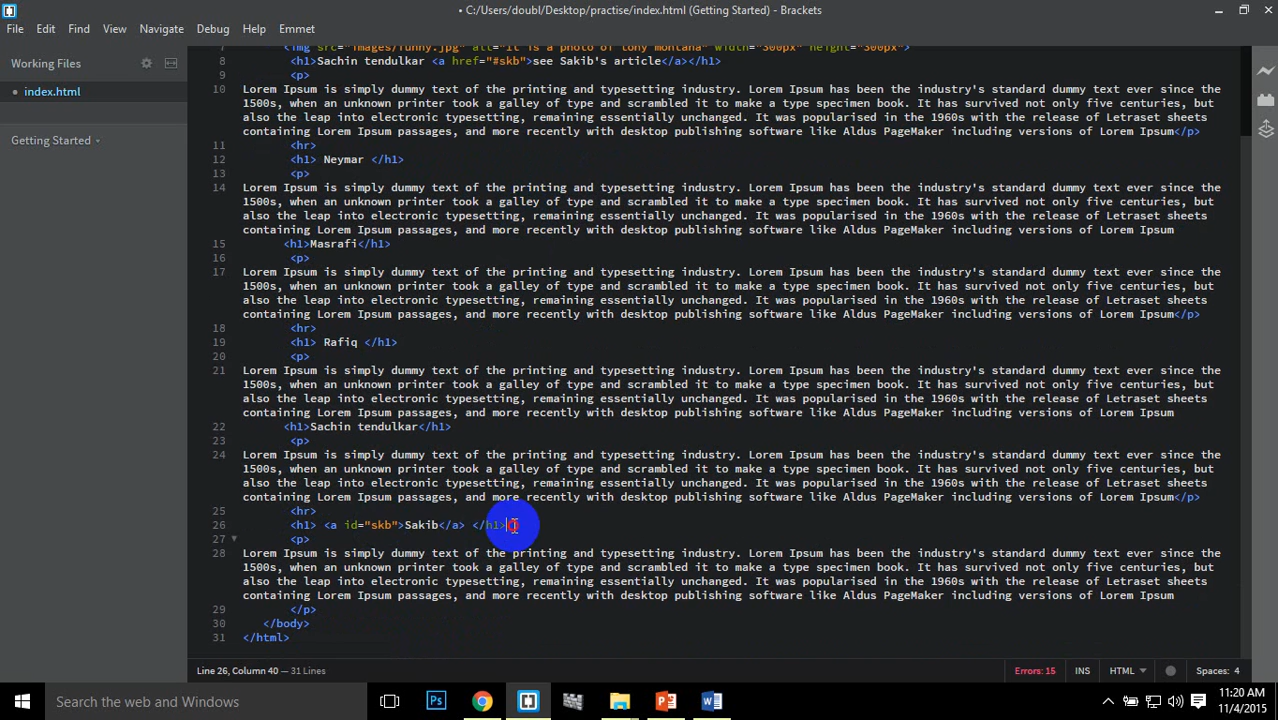 • C:/Users/doubl/Desktop/practise/index.html (Getting Started) - Brackets
File Edit Find View Navigate Debug Help Emmet
Working Files
• index.html
Getting Started
7 <img src="images/funny.jpg" alt="it is a photo of tony montana" width="300px" height="300px">
8 <h1>Sachin tendulkar <a href="#skb">see Sakib's article</a></h1>
9 <p>
10 Lorem Ipsum is simply dummy text of the printing and typesetting industry. Lorem Ipsum has been the industry's standard dummy text ever since the
1500s, when an unknown printer took a galley of type and scrambled it to make a type specimen book. It has survived not only five centuries, but
also the leap into electronic typesetting, remaining essentially unchanged. It was popularised in the 1960s with the release of Letraset sheets
containing Lorem Ipsum passages, and more recently with desktop publishing software like Aldus PageMaker including versions of Lorem Ipsum</p>
11 <hr>
12 <h1> Neymar </h1>
13 <p>
14 Lorem Ipsum is simply dummy text of the printing and typesetting industry. Lorem Ipsum has been the industry's standard dummy text ever since the
1500s, when an unknown printer took a galley of type and scrambled it to make a type specimen book. It has survived not only five centuries, but
also the leap into electronic typesetting, remaining essentially unchanged. It was popularised in the 1960s with the release of Letraset sheets
containing Lorem Ipsum passages, and more recently with desktop publishing software like Aldus PageMaker including versions of Lorem Ipsum
15 <h1>Masrafi</h1>
16 <p>
17 Lorem Ipsum is simply dummy text of the printing and typesetting industry. Lorem Ipsum has been the industry's standard dummy text ever since the
1500s, when an unknown printer took a galley of type and scrambled it to make a type specimen book. It has survived not only five centuries, but
also the leap into electronic typesetting, remaining essentially unchanged. It was popularised in the 1960s with the release of Letraset sheets
containing Lorem Ipsum passages, and more recently with desktop publishing software like Aldus PageMaker including versions of Lorem Ipsum</p>
18 <hr>
19 <h1> Rafiq </h1>
20 <p>
21 Lorem Ipsum is simply dummy text of the printing and typesetting industry. Lorem Ipsum has been the industry's standard dummy text ever since the
1500s, when an unknown printer took a galley of type and scrambled it to make a type specimen book. It has survived not only five centuries, but
also the leap into electronic typesetting, remaining essentially unchanged. It was popularised in the 1960s with the release of Letraset sheets
containing Lorem Ipsum passages, and more recently with desktop publishing software like Aldus PageMaker including versions of Lorem Ipsum
22 <h1>Sachin tendulkar</h1>
23 <p>
24 Lorem Ipsum is simply dummy text of the printing and typesetting industry. Lorem Ipsum has been the industry's standard dummy text ever since the
1500s, when an unknown printer took a galley of type and scrambled it to make a type specimen book. It has survived not only five centuries, but
also the leap into electronic typesetting, remaining essentially unchanged. It was popularised in the 1960s with the release of Letraset sheets
containing Lorem Ipsum passages, and more recently with desktop publishing software like Aldus PageMaker including versions of Lorem Ipsum</p>
25 <hr>
26 <h1> <a id="skb">Sakib</a> </h1>
27 <p>
28 Lorem Ipsum is simply dummy text of the printing and typesetting industry. Lorem Ipsum has been the industry's standard dummy text ever since the
1500s, when an unknown printer took a galley of type and scrambled it to make a type specimen book. It has survived not only five centuries, but
also the leap into electronic typesetting, remaining essentially unchanged. It was popularised in the 1960s with the release of Letraset sheets
containing Lorem Ipsum passages, and more recently with desktop publishing software like Aldus PageMaker including versions of Lorem Ipsum
29 </p>
30 </body>
31 </html>
Line 26, Column 40 — 31 Lines Errors: 15 INS HTML Spaces: 4
Search the web and Windows
11:20 AM
11/4/2015